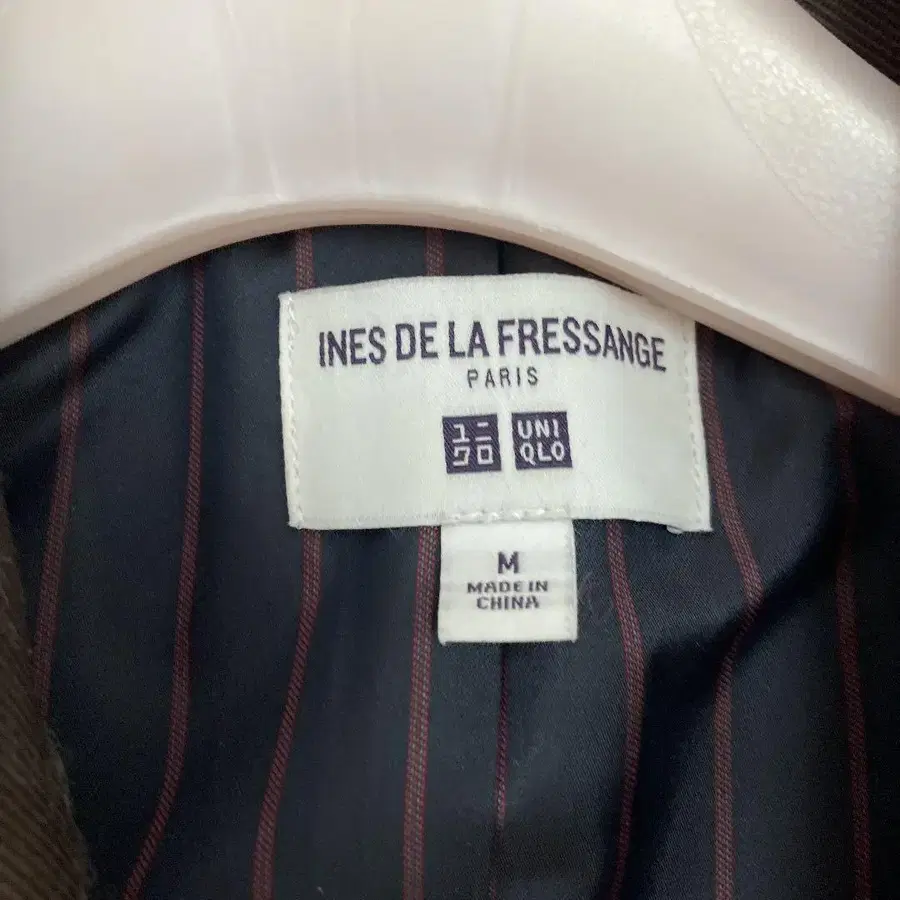 INES DE LA FRESSANGE
PARIS
ユニ UNI
クロ QLO
M
MADE IN
CHINA